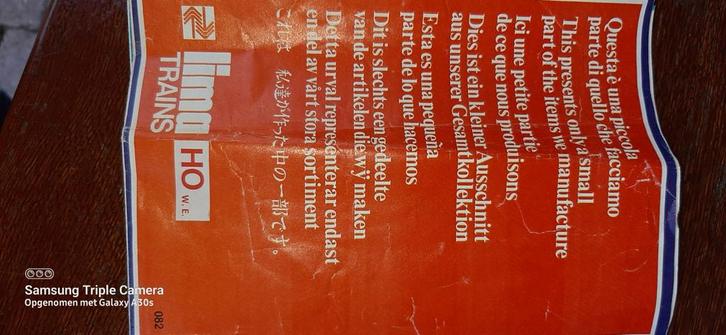 Questa è una piccola
parte di quello che facciamo
This presents only a small
part of the items we manufacture
Ici une petite partie
de ce que nous produisons
Dies ist ein kleiner Ausschnitt
aus unserer Gesamtkollektion
Esta es una pequeña
parte de lo que hacemos
Dit is slechts een gedeelte
van de artikelen die wÿ maken
Detta urval representerar endast
en del av vårt stora sortiment
これは 私達が作った中の一部です。
lima HO W. E.
TRAINS
082
Samsung Triple Camera
Opgenomen met Galaxy A30s